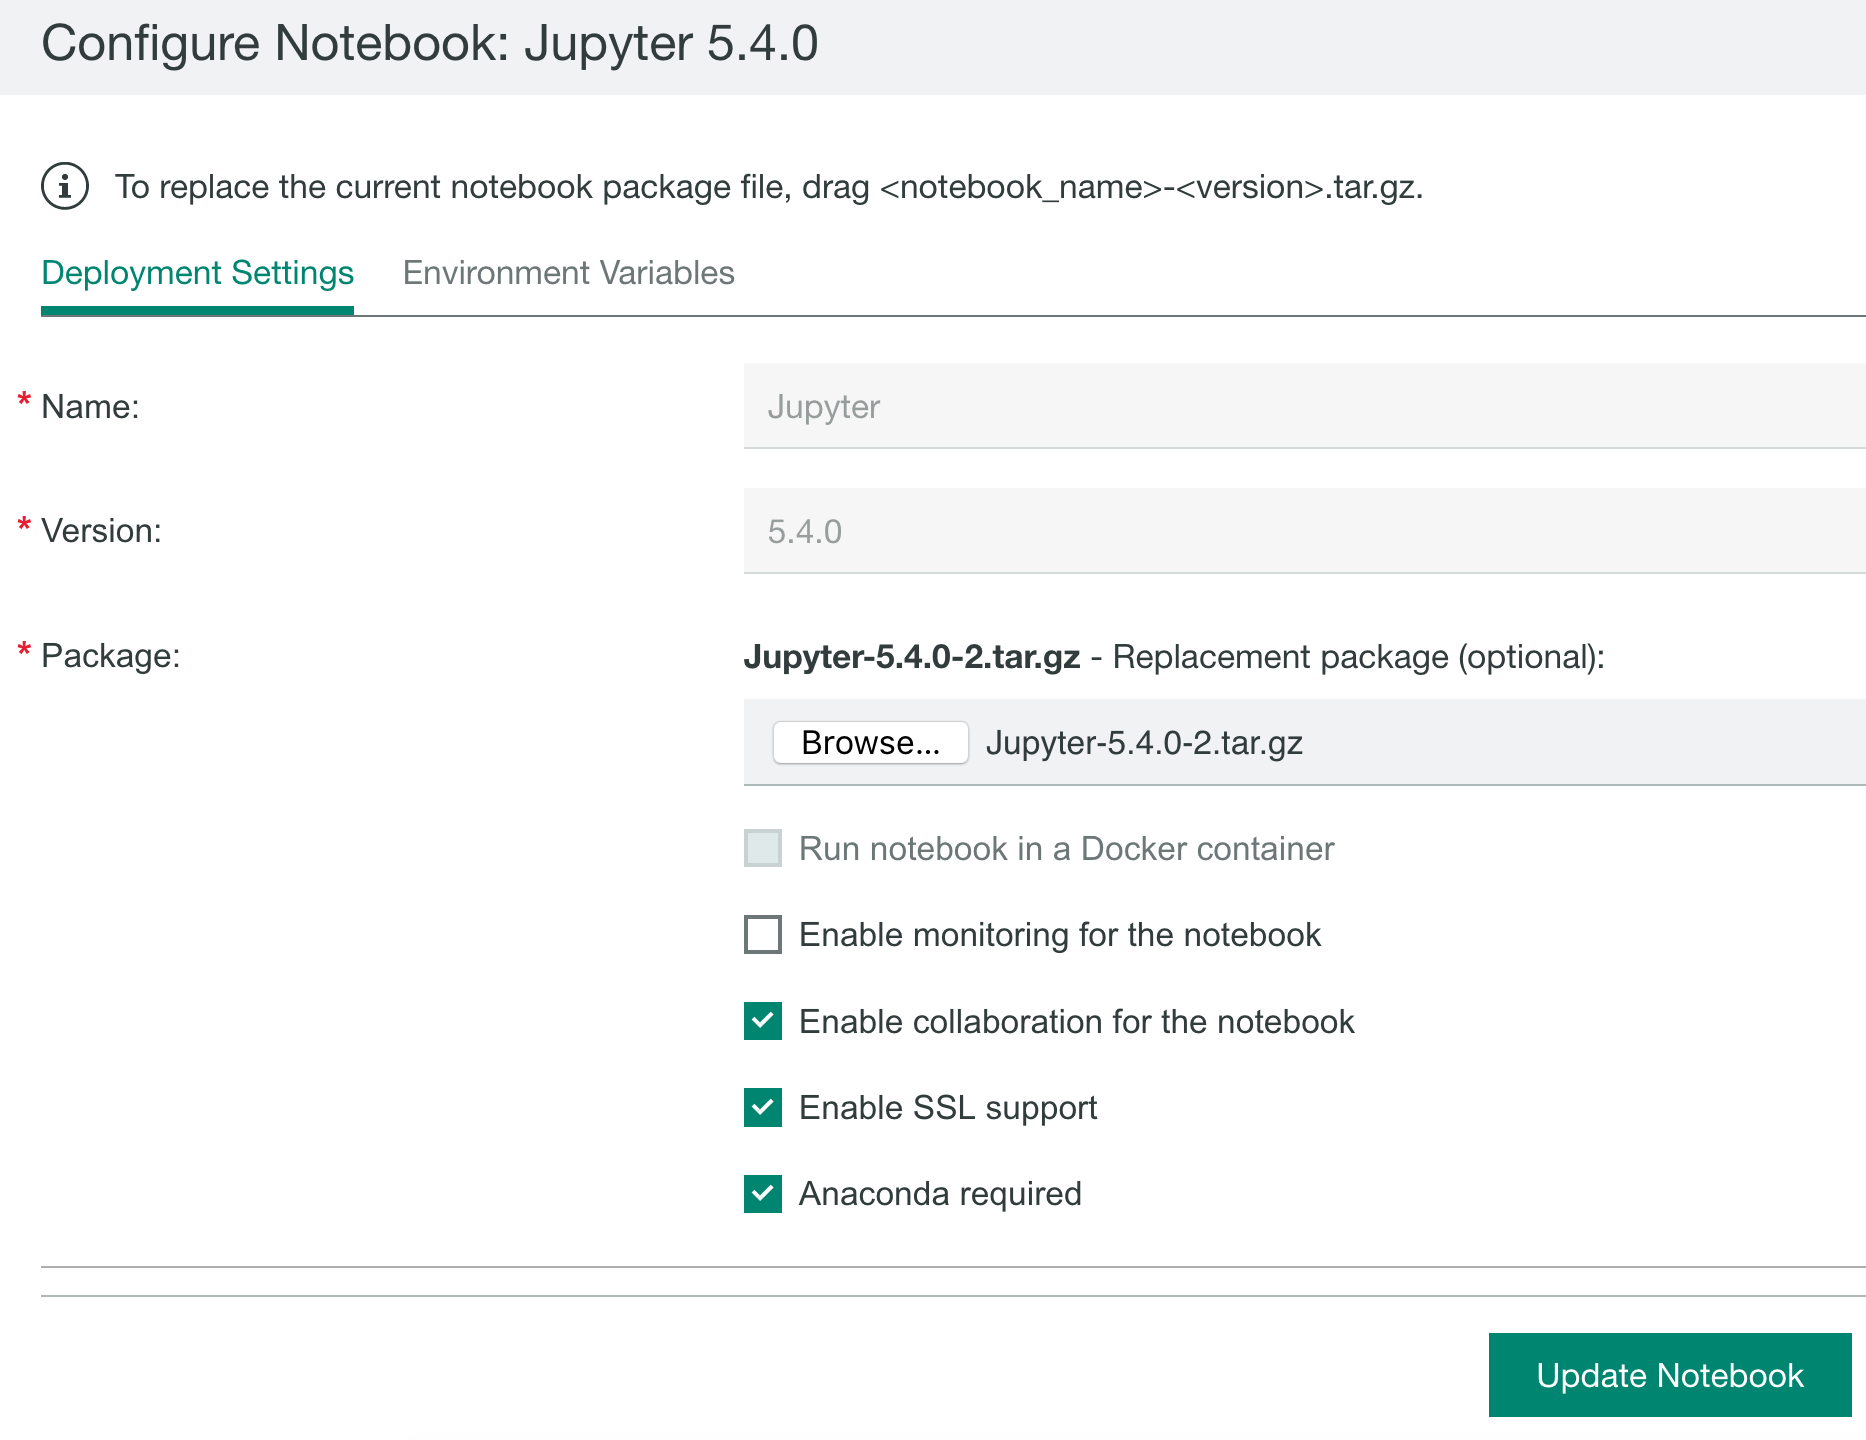 Configure Notebook: Jupyter 5.4.0
To replace the current notebook package file, drag <notebook_name>-<version>.tar.gz.
Deployment Settings Environment Variables
* Name: Jupyter
* Version: 5.4.0
* Package: Jupyter-5.4.0-2.tar.gz - Replacement package (optional):
Browse... Jupyter-5.4.0-2.tar.gz
Run notebook in a Docker container
Enable monitoring for the notebook
Enable collaboration for the notebook
Enable SSL support
Anaconda required
Update Notebook